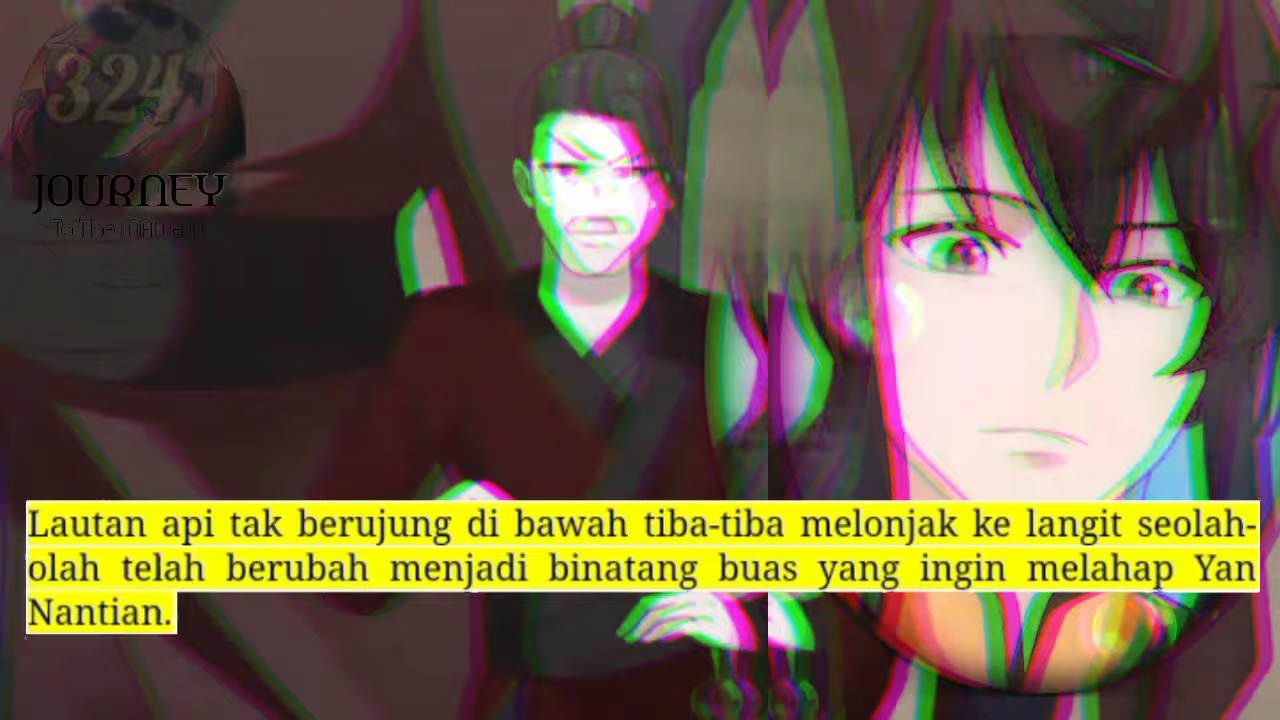 324
JOURNEY
Lautan api tak berujung di bawah tiba-tiba melonjak ke langit seolah-
olah telah berubah menjadi binatang buas yang ingin melahap Yan
Nantian.